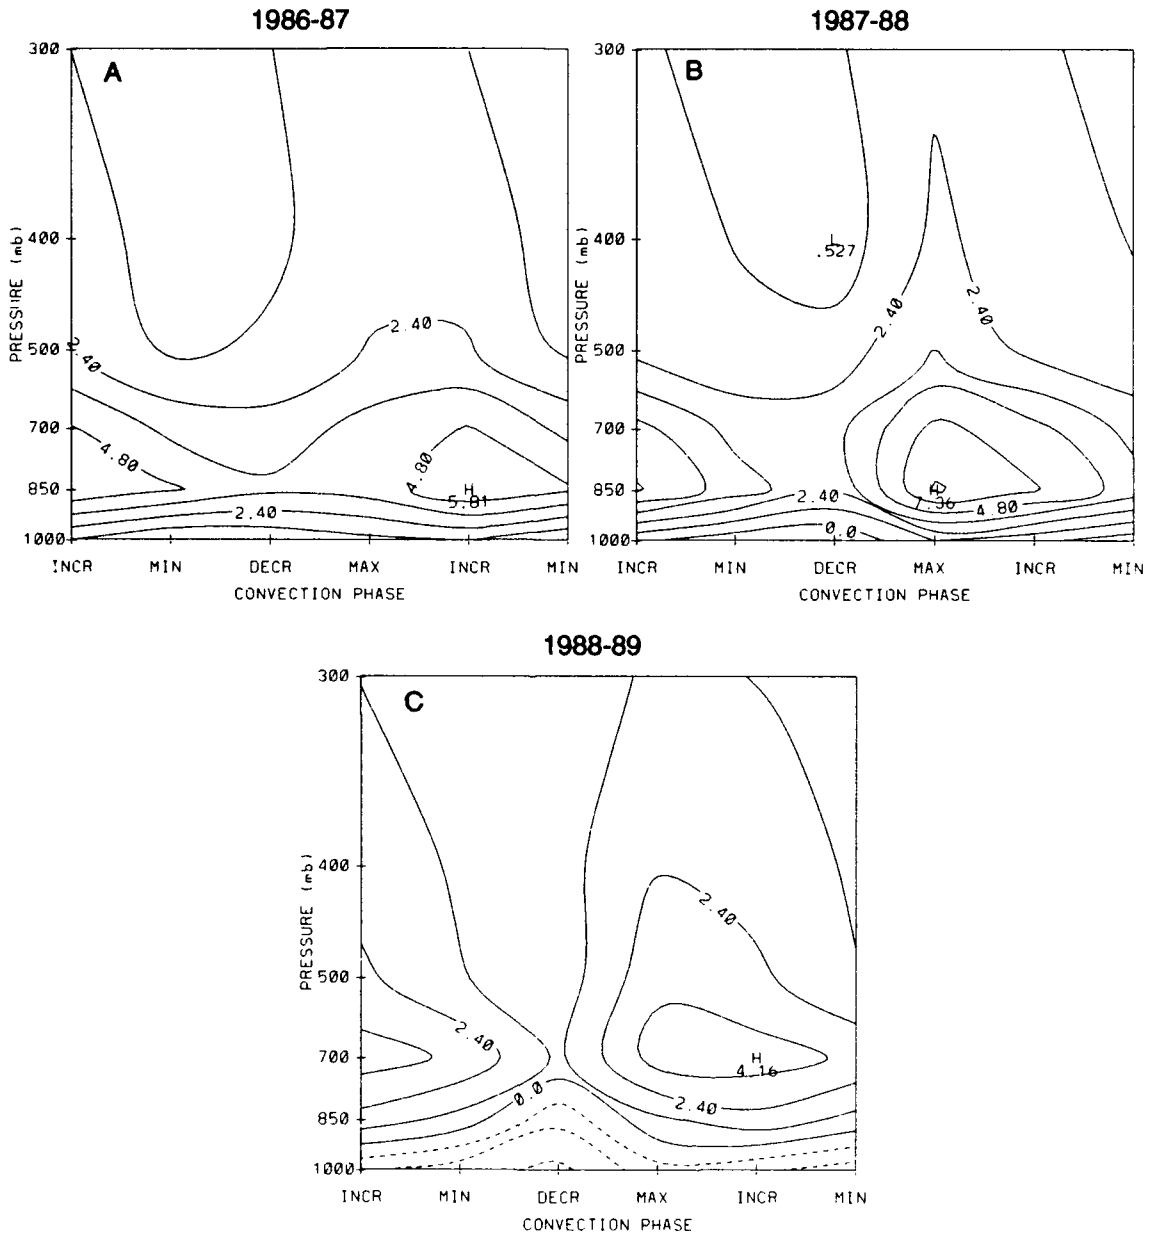 1986-87
1987-88
300
A
300
B
400
400
L
.527
PRESSURE (mb)
PRESSURE (mb)
2.40
2.40
2.40
2.40
500
500
700
700
4.80
4.80
H
5.81
850
850
H
7.36
2.40
4.80
2.40
0.0
1000
1000
INCR MIN DECR MAX INCR MIN
INCR MIN DECR MAX INCR MIN
CONVECTION PHASE
CONVECTION PHASE
1988-89
300
C
400
PRESSURE (mb)
2.40
500
2.40
700
H
4.16
0.0
2.40
850
1000
INCR MIN DECR MAX INCR MIN
CONVECTION PHASE